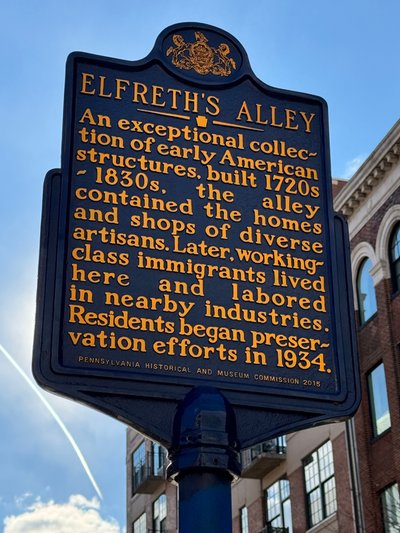 ELFRETH'S ALLEY
An exceptional collec-
tion of early American
structures, built 1720s
- 1830s, the alley
contained the homes
and shops of diverse
artisans. Later, working-
class immigrants lived
here and labored
in nearby industries.
Residents began preser-
vation efforts in 1934.
PENNSYLVANIA HISTORICAL AND MUSEUM COMMISSION 2015